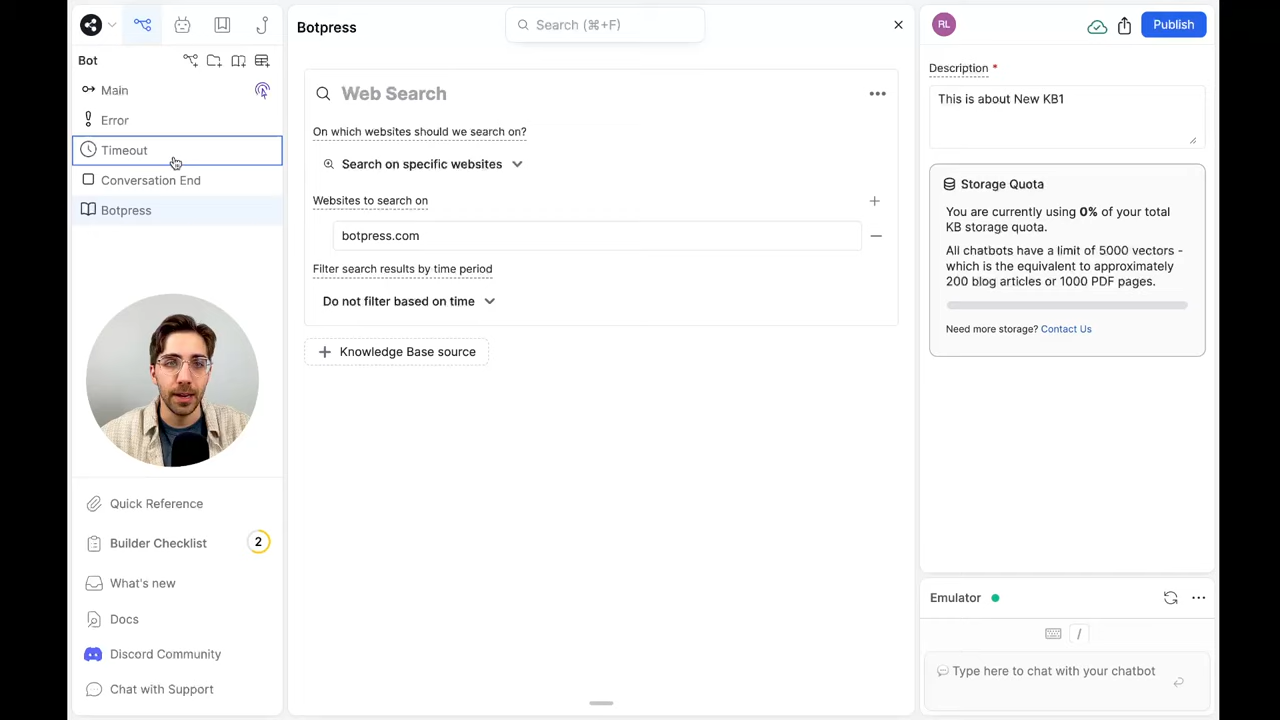 Bot
Main
Error
Timeout
Conversation End
Botpress
Quick Reference
Builder Checklist
2
What's new
Docs
Discord Community
Chat with Support
Botpress
Search (⌘+F)
Web Search
On which websites should we search on?
Search on specific websites
Websites to search on
botpress.com
Filter search results by time period
Do not filter based on time
Knowledge Base source
RL
Publish
Description *
This is about New KB1
Storage Quota
You are currently using 0% of your total
KB storage quota.
All chatbots have a limit of 5000 vectors -
which is the equivalent to approximately
200 blog articles or 1000 PDF pages.
Need more storage? Contact Us
Emulator
/
Type here to chat with your chatbot